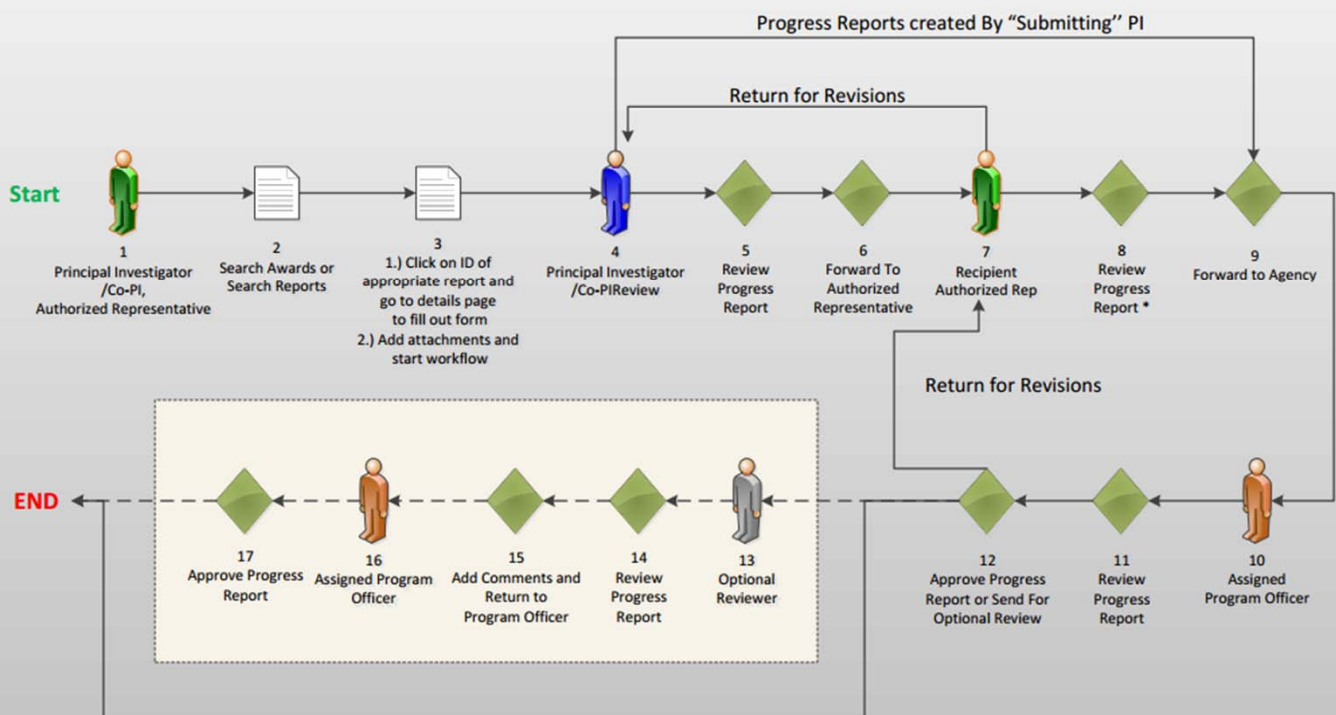 Progress Reports created By “Submitting’’ PI
Return for Revisions
Start
1
Principal Investigator
/Co-PI,
Authorized Representative
2
Search Awards or
Search Reports
3
1.) Click on ID of
appropriate report and
go to details page
to fill out form
2.) Add attachments and
start workflow
4
Principal Investigator
/Co-PIReview
5
Review
Progress
Report
6
Forward To
Authorized
Representative
7
Recipient
Authorized Rep
8
Review
Progress
Report *
9
Forward to Agency
Return for Revisions
END
17
Approve Progress
Report
16
Assigned Program
Officer
15
Add Comments and
Return to
Program Officer
14
Review
Progress
Report
13
Optional
Reviewer
12
Approve Progress
Report or Send For
Optional Review
11
Review
Progress
Report
10
Assigned
Program Officer